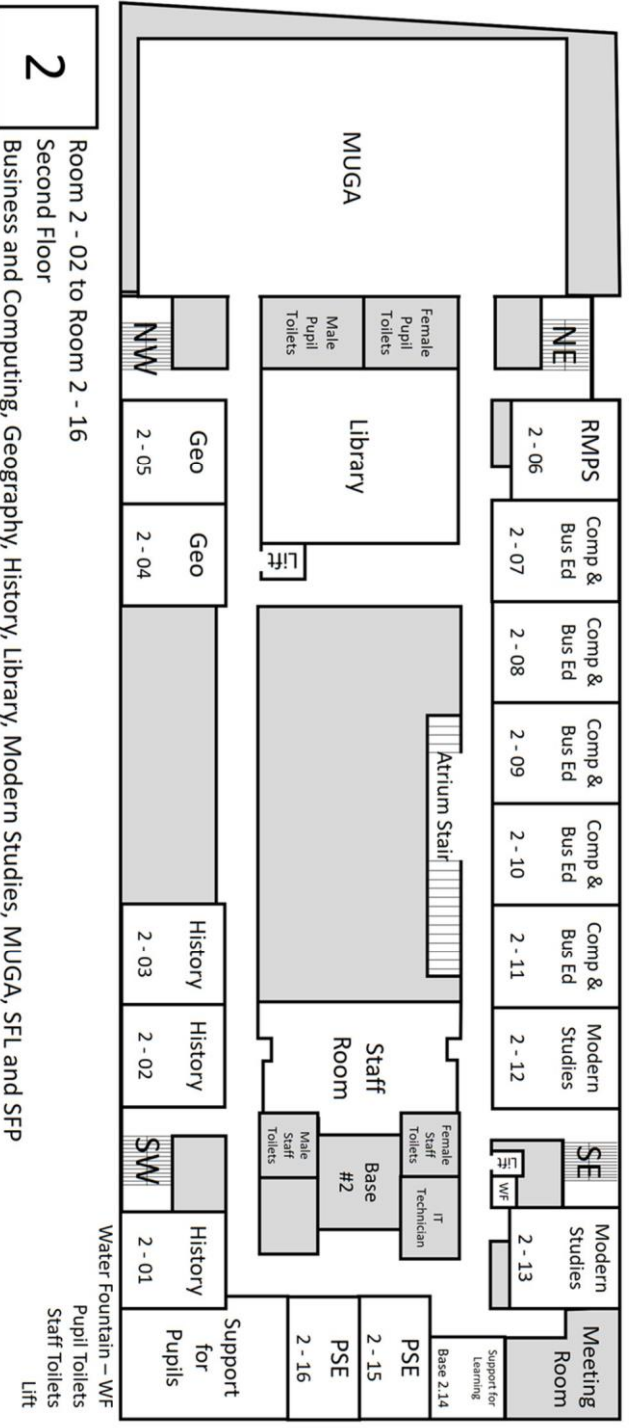 2
Room 2 - 02 to Room 2 - 16
Second Floor
Business and Computing, Geography, History, Library, Modern Studies, MUGA, SFL and SFP
MUGA
NE
RMPS
2 - 06
Comp &
Bus Ed
2 - 07
Comp &
Bus Ed
2 - 08
Comp &
Bus Ed
2 - 09
Comp &
Bus Ed
2 - 10
Comp &
Bus Ed
2 - 11
Modern
Studies
2 - 12
SE
Lift
WF
Modern
Studies
2 - 13
Meeting
Room
Female
Pupil
Toilets
Male
Pupil
Toilets
Library
Lift
Atrium Stair
Staff
Room
Female
Staff
Toilets
IT
Technician
Base
#2
Male
Staff
Toilets
Support for
Learning
Base 2.14
PSE
2 - 15
PSE
2 - 16
Support
for
Pupils
NW
Geo
2 - 05
Geo
2 - 04
History
2 - 03
History
2 - 02
SW
History
2 - 01
Water Fountain – WF
Pupil Toilets
Staff Toilets
Lift